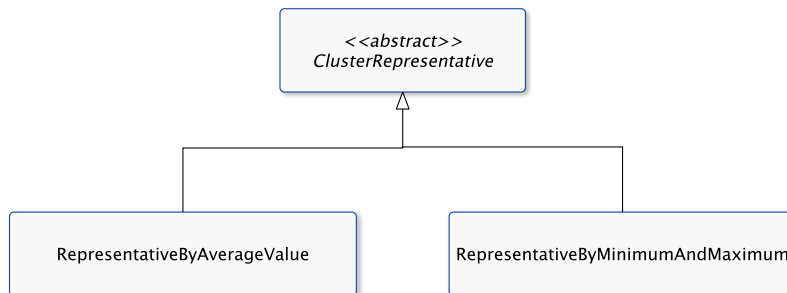 <<abstract>>
ClusterRepresentative
RepresentativeByAverageValue
RepresentativeByMinimumAndMaximum